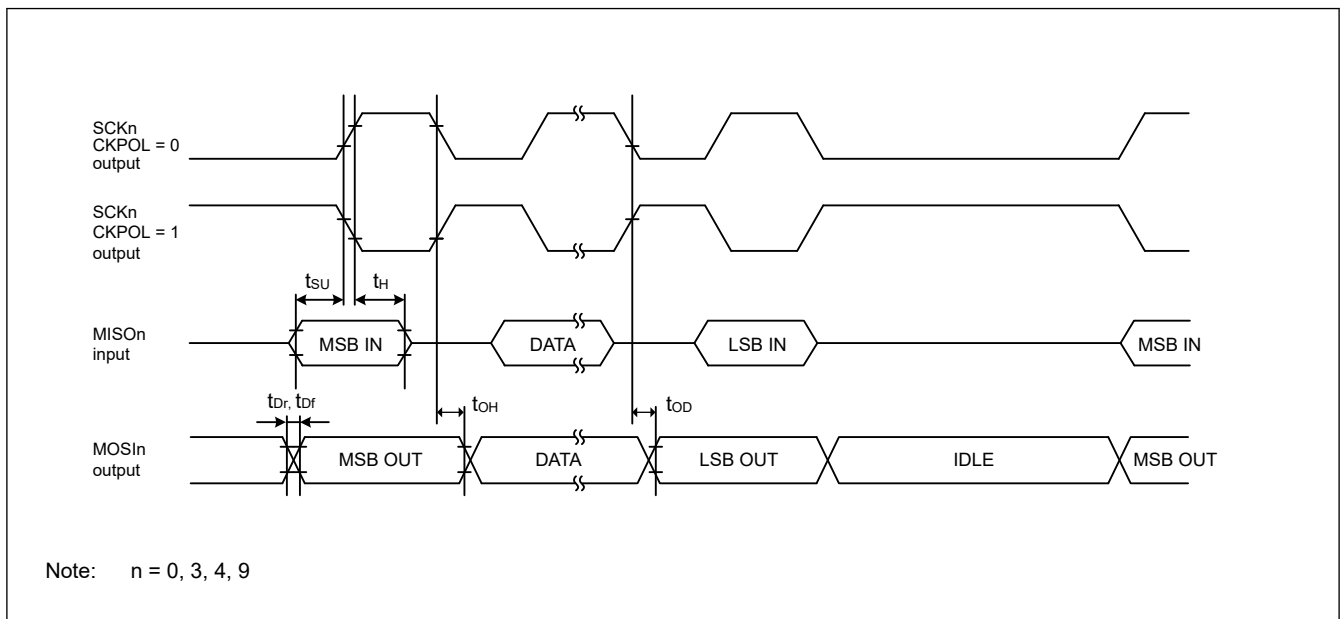 SCKn
CKPOL = 0
output
SCKn
CKPOL = 1
output
tSU
tH
MISOn
input
MSB IN
DATA
LSB IN
MSB IN
tDr, tDf
tOH
tOD
MOSIn
output
MSB OUT
DATA
LSB OUT
IDLE
MSB OUT
Note: n = 0, 3, 4, 9